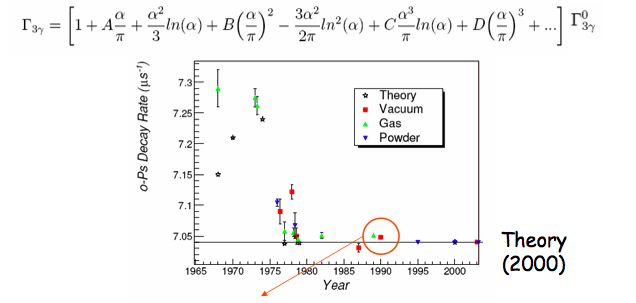 Γ₃γ = [1 + A α/π + α²/3 ln(α) + B(α/π)² − 3α²/2π ln²(α) + C α³/π ln(α) + D(α/π)³ + ...] Γ⁰₃γ
o-Ps Decay Rate (μs⁻¹)
7.3
7.25
7.2
7.15
7.1
7.05
Theory
Vacuum
Gas
Powder
Theory
(2000)
1965 1970 1975 1980 1985 1990 1995 2000
Year